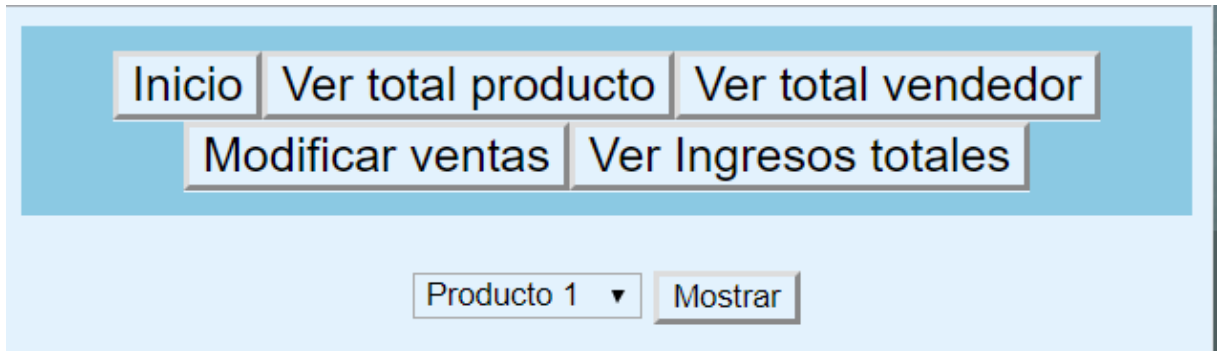 Inicio Ver total producto Ver total vendedor
Modificar ventas Ver Ingresos totales
Producto 1 Mostrar